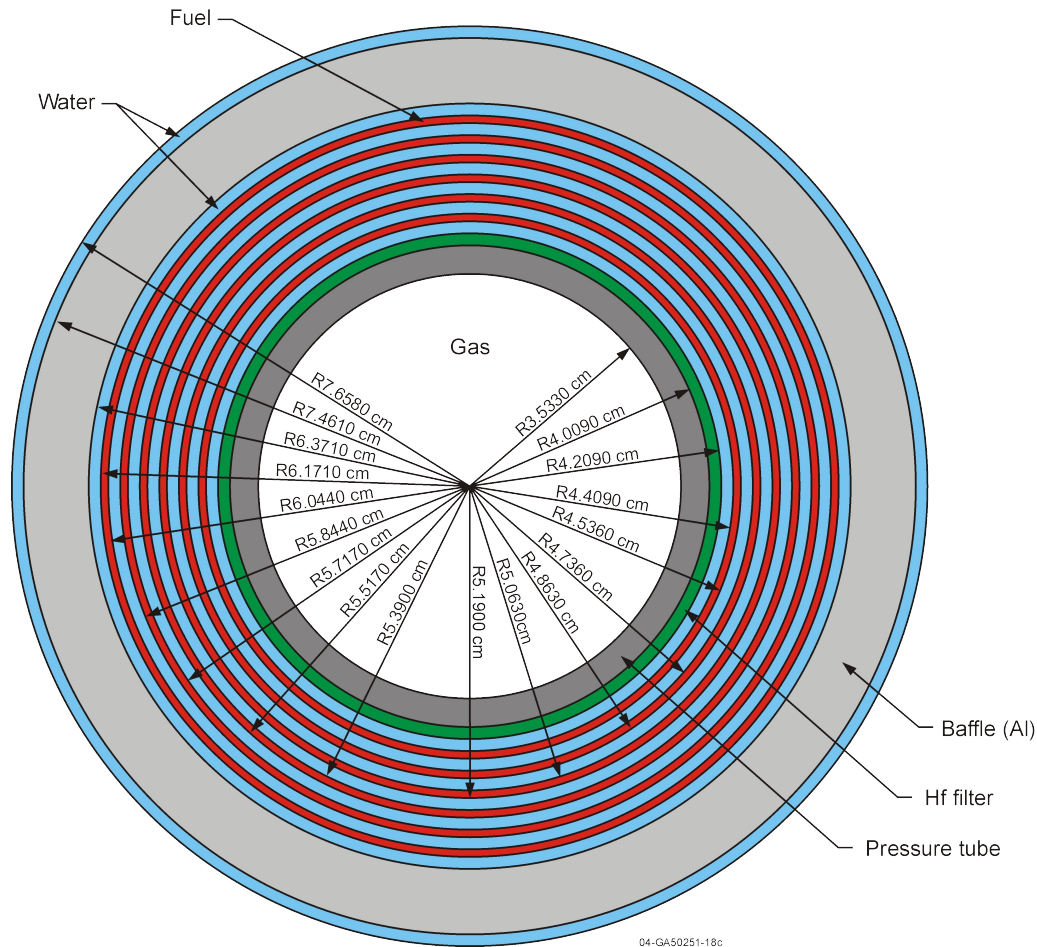 Fuel
Water
Gas
R7.6580 cm
R7.4610 cm
R6.3710 cm
R6.1710 cm
R6.0440 cm
R5.8440 cm
R5.7170 cm
R5.5170 cm
R5.3900 cm
R5.1900 cm
R5.0630cm
R4.8630 cm
R4.7360 cm
R4.5360 cm
R4.4090 cm
R4.2090 cm
R4.0090 cm
R3.5330 cm
Baffle (Al)
Hf filter
Pressure tube
04-GA50251-18c